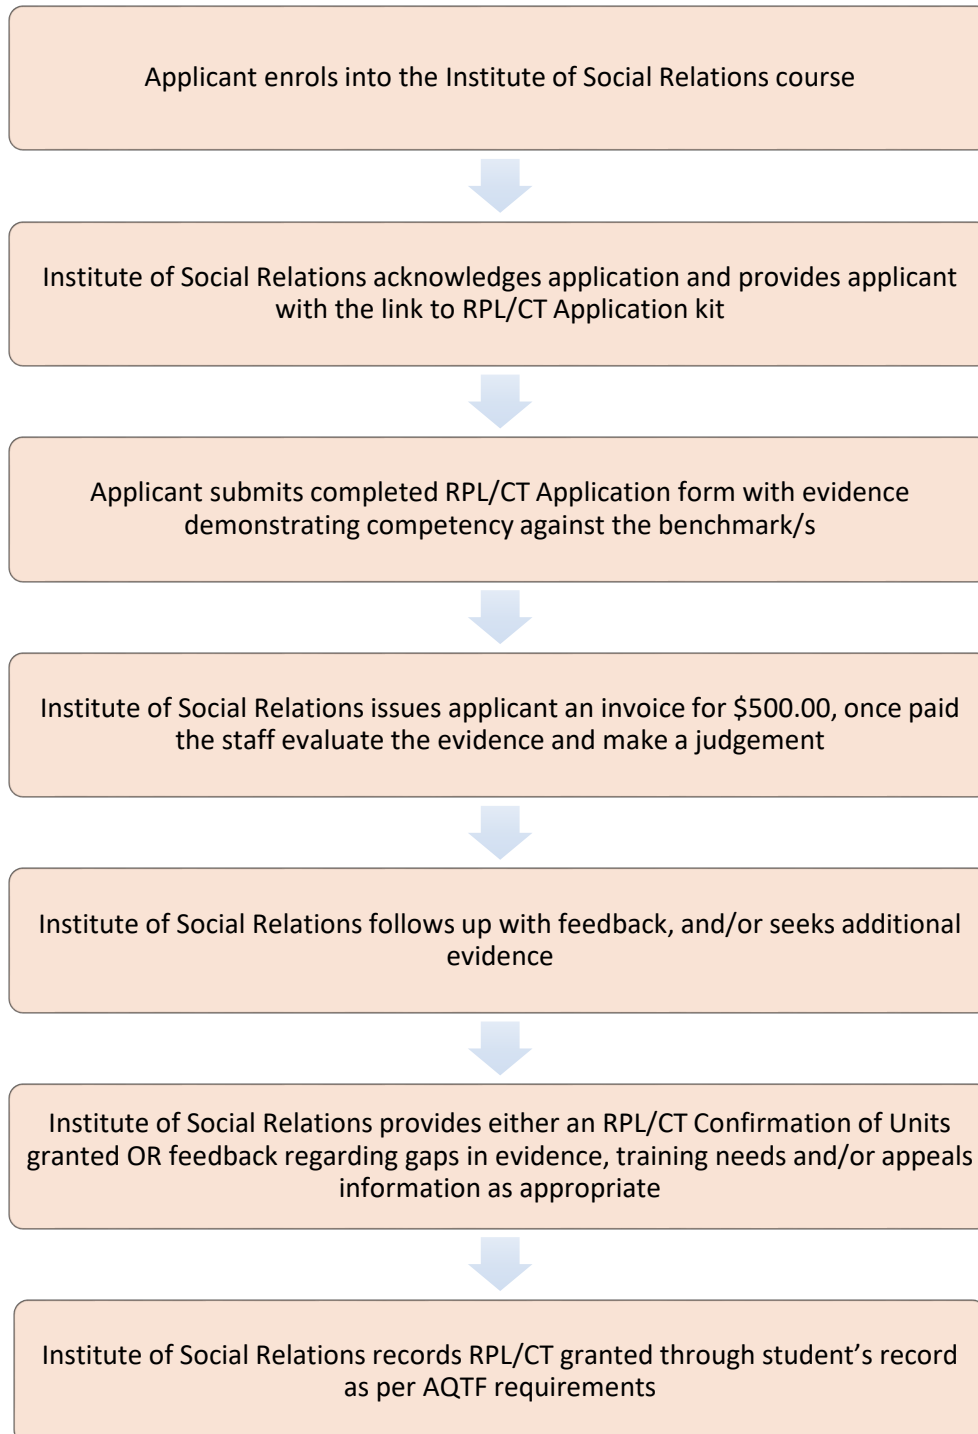 Applicant enrols into the Institute of Social Relations course
Institute of Social Relations acknowledges application and provides applicant
with the link to RPL/CT Application kit
Applicant submits completed RPL/CT Application form with evidence
demonstrating competency against the benchmark/s
Institute of Social Relations issues applicant an invoice for $500.00, once paid
the staff evaluate the evidence and make a judgement
Institute of Social Relations follows up with feedback, and/or seeks additional
evidence
Institute of Social Relations provides either an RPL/CT Confirmation of Units
granted OR feedback regarding gaps in evidence, training needs and/or appeals
information as appropriate
Institute of Social Relations records RPL/CT granted through student’s record
as per AQTF requirements